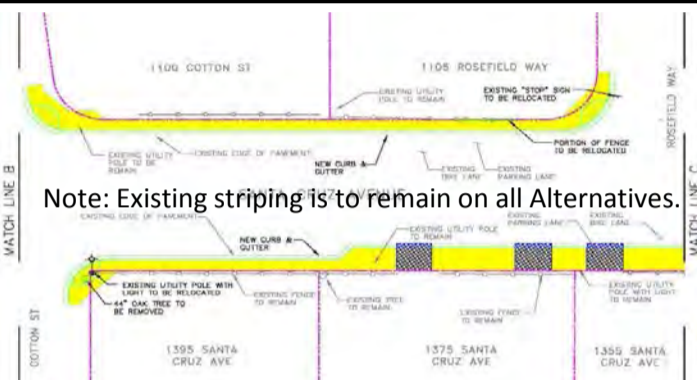 1100 COTTON ST
1105 ROSEFIELD WAY
EXISTING UTILITY
POLE TO REMAIN
EXISTING "STOP" SIGN
TO BE RELOCATED
ROSEFIELD WAY
MATCH LINE B
EXISTING UTILITY
POLE TO BE
REMAIN
EXISTING EDGE OF PAVEMENT
NEW CURB &
GUTTER
EXISTING
BIKE LANE
EXISTING
PARKING LANE
PORTION OF FENCE
TO BE RELOCATED
MATCH LINE C
SANTA CRUZ AVENUE
Note: Existing striping is to remain on all Alternatives.
EXISTING EDGE OF PAVEMENT
NEW CURB &
GUTTER
EXISTING UTILITY POLE
TO REMAIN
EXISTING
PARKING LANE
EXISTING
BIKE LANE
EXISTING UTILITY POLE WITH
LIGHT TO BE RELOCATED
44" OAK TREE TO
BE REMOVED
EXISTING FENCE
TO REMAIN
EXISTING TREE
TO REMAIN
EXISTING FENCE
TO REMAIN
EXISTING UTILITY
POLE WITH LIGHT
TO REMAIN
COTTON ST
1395 SANTA
CRUZ AVE
1375 SANTA
CRUZ AVE
1355 SANTA
CRUZ AVE